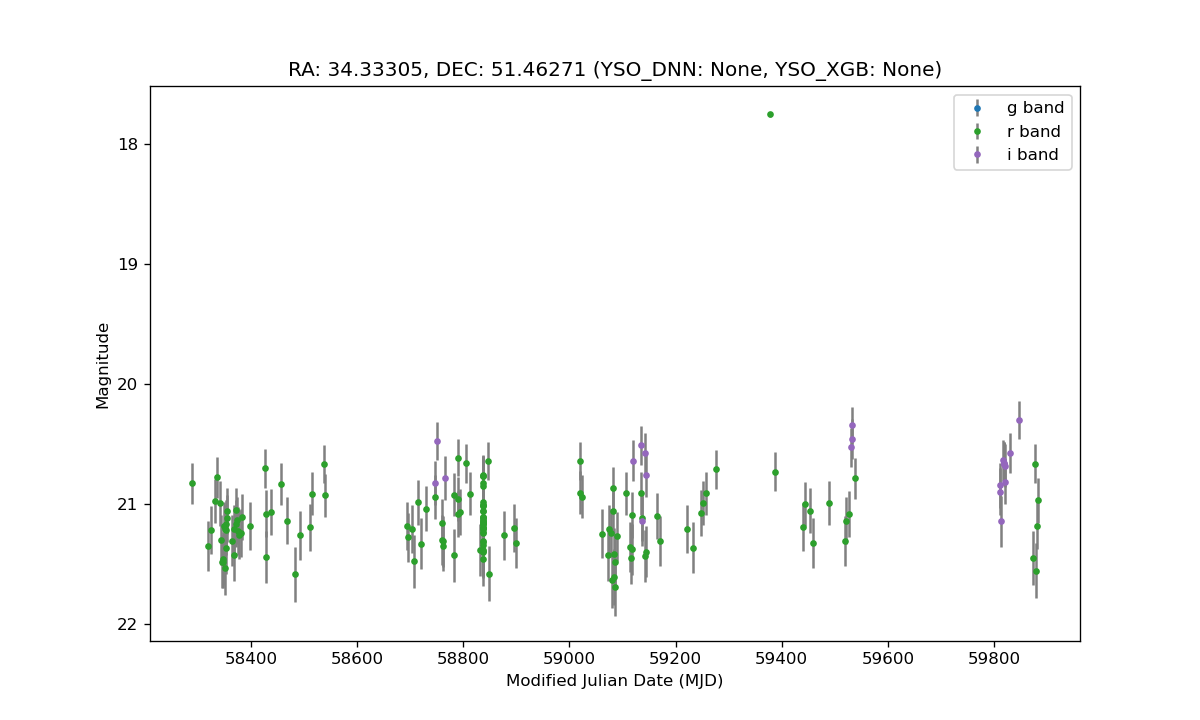 RA: 34.33305, DEC: 51.46271 (YSO_DNN: None, YSO_XGB: None)
g band
r band
i band
18
19
20
21
22
Magnitude
58400 58600 58800 59000 59200 59400 59600 59800
Modified Julian Date (MJD)